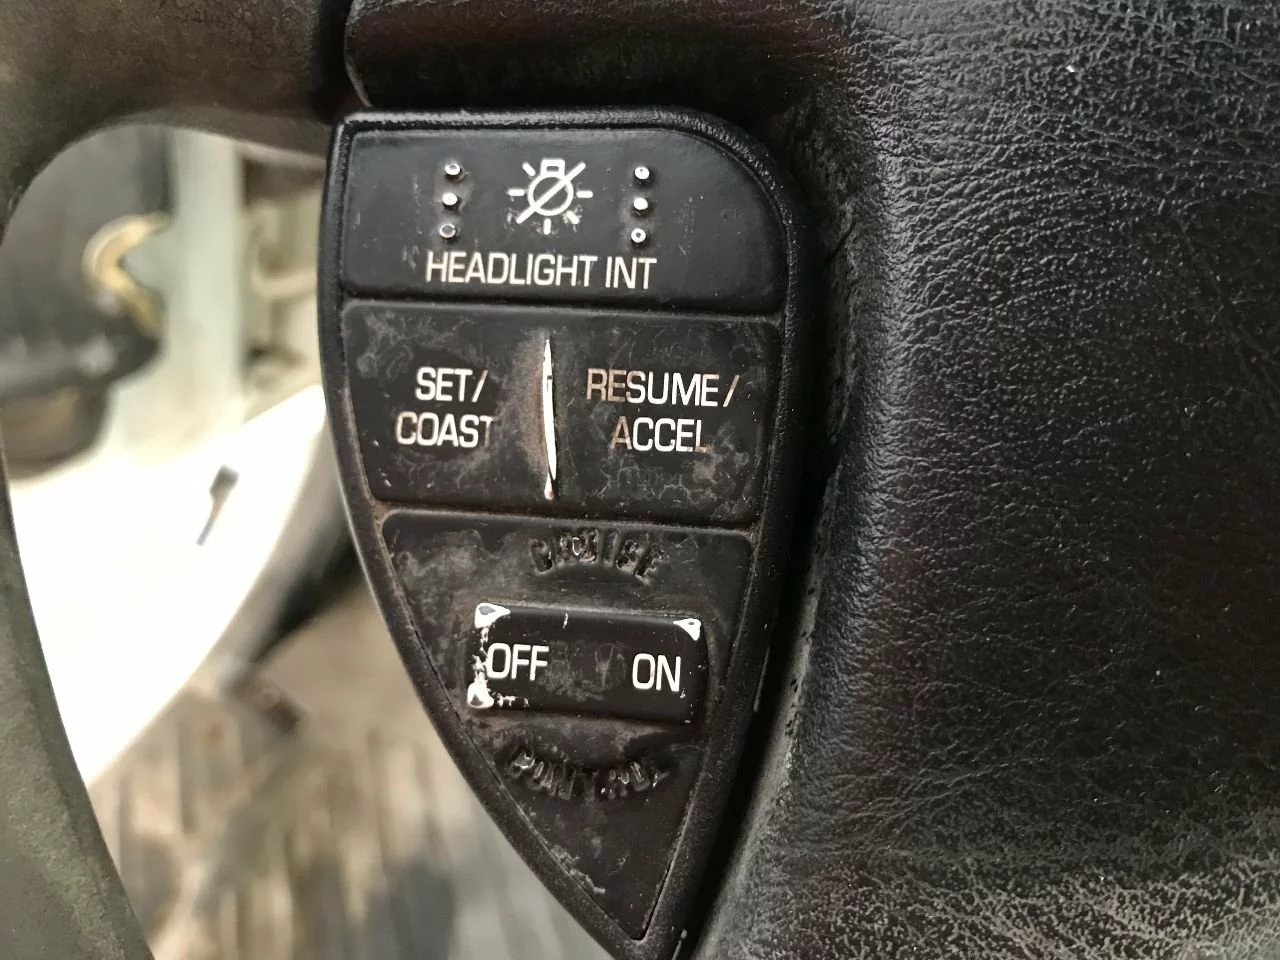 HEADLIGHT INT
SET/
COAST
RESUME/
ACCEL
CRUISE
OFF ON
CONTROL